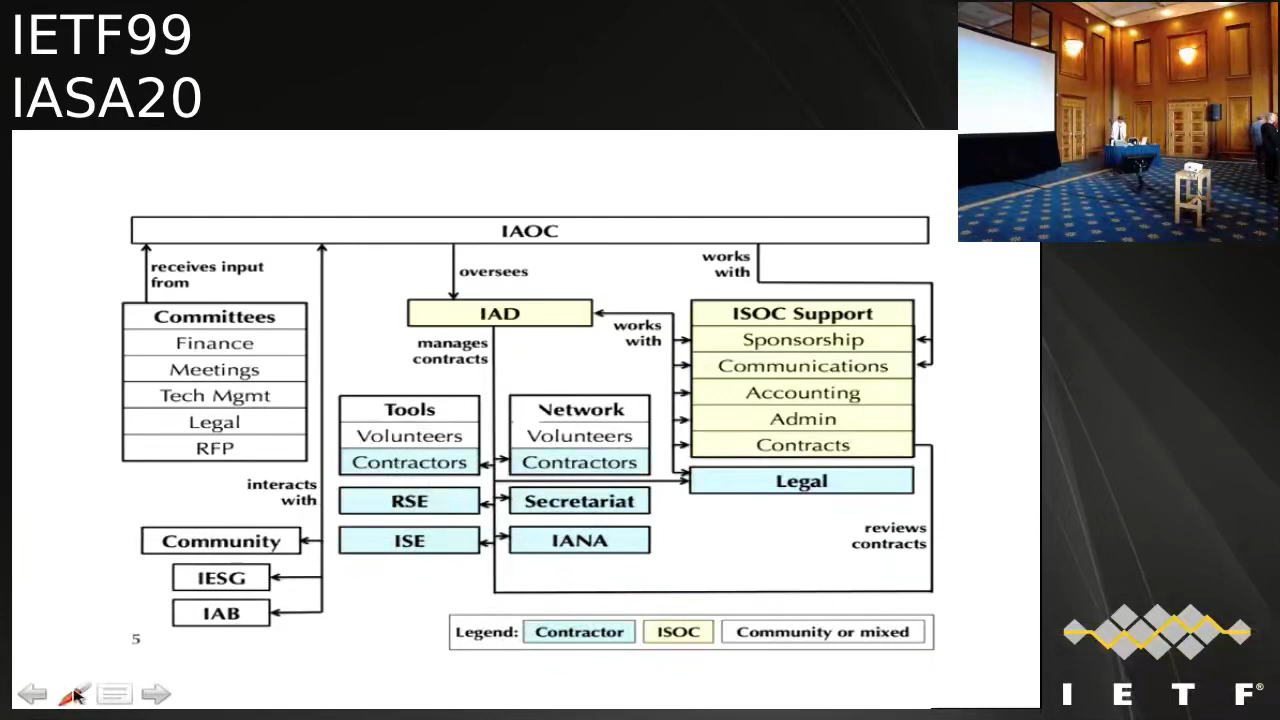 IETF99
IASA20
IAOC
receives input
from
oversees
works
with
Committees
Finance
Meetings
Tech Mgmt
Legal
RFP
IAD
works
with
manages
contracts
ISOC Support
Sponsorship
Communications
Accounting
Admin
Contracts
Tools
Volunteers
Contractors
Network
Volunteers
Contractors
Legal
interacts
with
RSE
Secretariat
reviews
contracts
Community
ISE
IANA
IESG
IAB
Legend: Contractor ISOC Community or mixed
5
IETF®